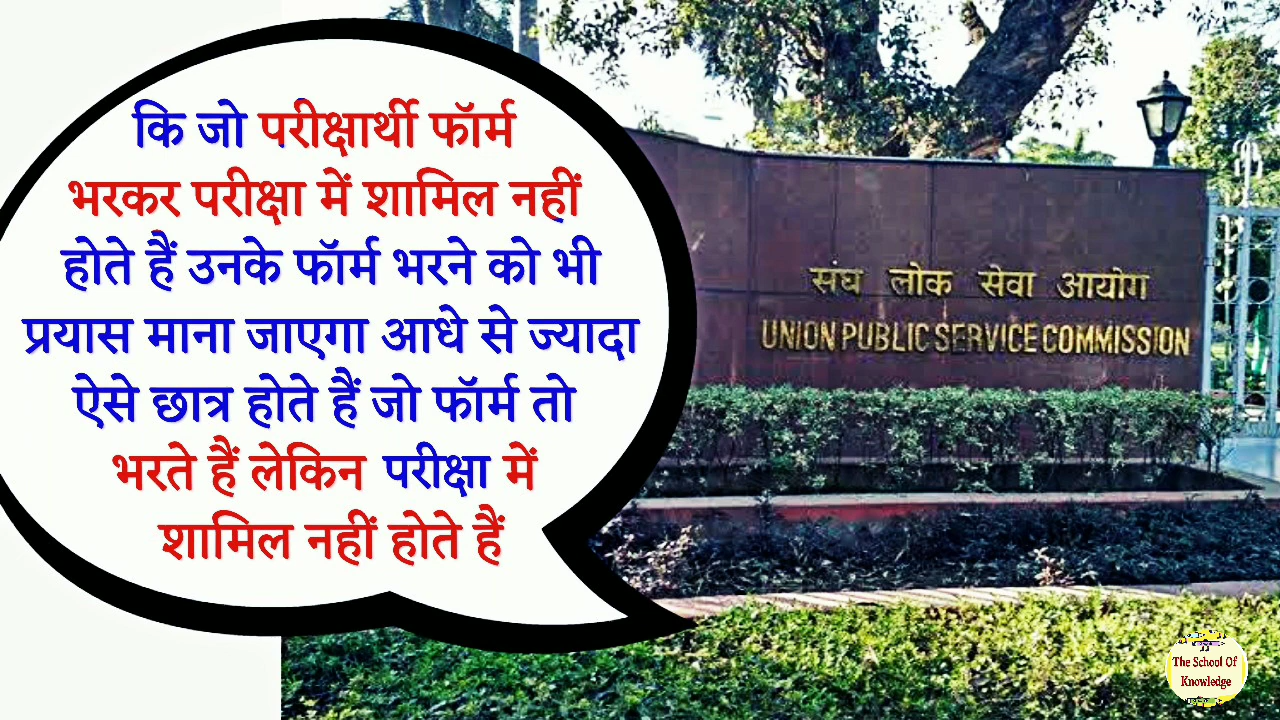 कि जो परीक्षार्थी फॉर्म
भरकर परीक्षा में शामिल नहीं
होते हैं उनके फॉर्म भरने को भी
प्रयास माना जाएगा आधे से ज्यादा
ऐसे छात्र होते हैं जो फॉर्म तो
भरते हैं लेकिन परीक्षा में
शामिल नहीं होते हैं
संघ लोक सेवा आयोग
UNION PUBLIC SERVICE COMMISSION
The School Of
Knowledge